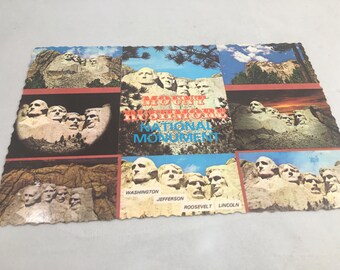 MOUNT
RUSHMORE
NATIONAL
MONUMENT
WASHINGTON
JEFFERSON
ROOSEVELT
LINCOLN